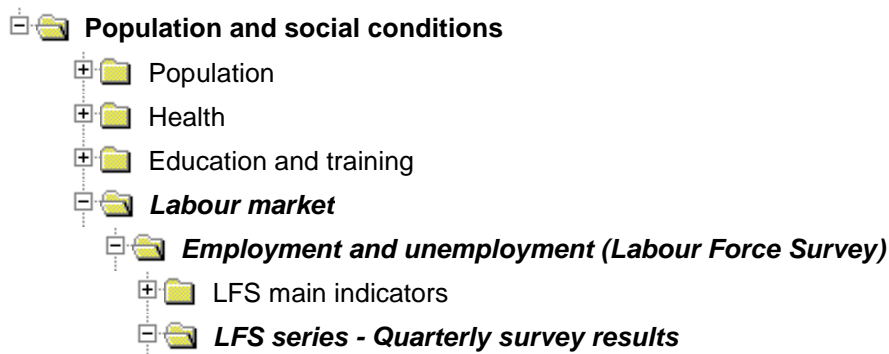 Population and social conditions
Population
Health
Education and training
Labour market
Employment and unemployment (Labour Force Survey)
LFS main indicators
LFS series - Quarterly survey results